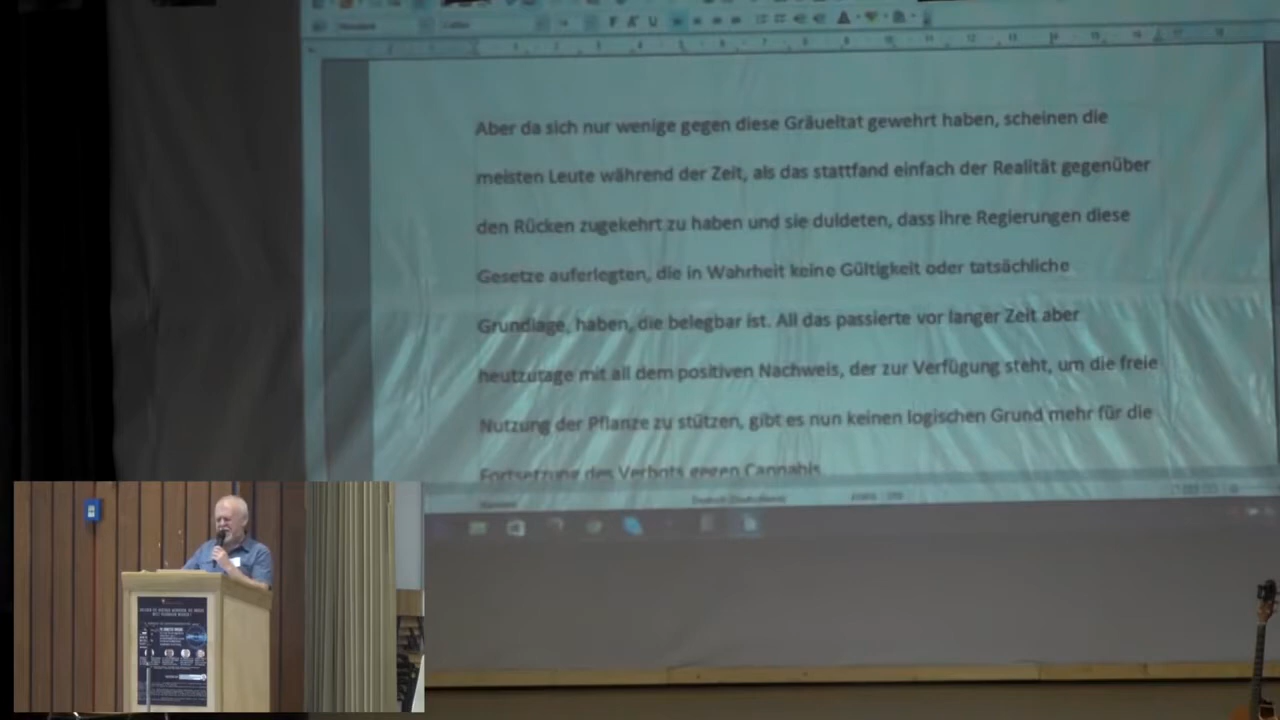 Aber da sich nur wenige gegen diese Gräueltat gewehrt haben, scheinen die
meisten Leute während der Zeit, als das stattfand einfach der Realität gegenüber
den Rücken zugekehrt zu haben und sie duldeten, dass ihre Regierungen diese
Gesetze auferlegten, die in Wahrheit keine Gültigkeit oder tatsächliche
Grundlage, haben, die belegbar ist. All das passierte vor langer Zeit aber
heutzutage mit all dem positiven Nachweis, der zur Verfügung steht, um die freie
Nutzung der Pflanze zu stützen, gibt es nun keinen logischen Grund mehr für die
Fortsetzung des Verbots gegen Cannabis